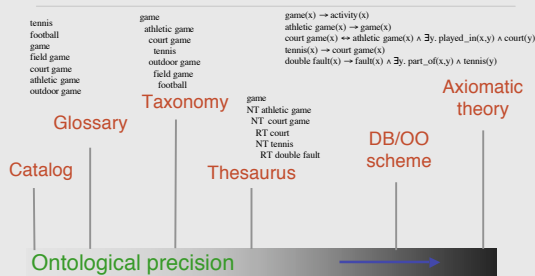 tennis
football
game
field game
court game
athletic game
outdoor game
Catalog
Glossary
game
athletic game
court game
tennis
outdoor game
field game
football
Taxonomy
game
NT athletic game
NT court game
RT court
NT tennis
RT double fault
Thesaurus
game(x) → activity(x)
athletic game(x) → game(x)
court game(x) ↔ athletic game(x) ∧ ∃y. played_in(x,y) ∧ court(y)
tennis(x) → court game(x)
double fault(x) → fault(x) ∧ ∃y. part_of(x,y) ∧ tennis(y)
DB/OO
scheme
Axiomatic
theory
Ontological precision